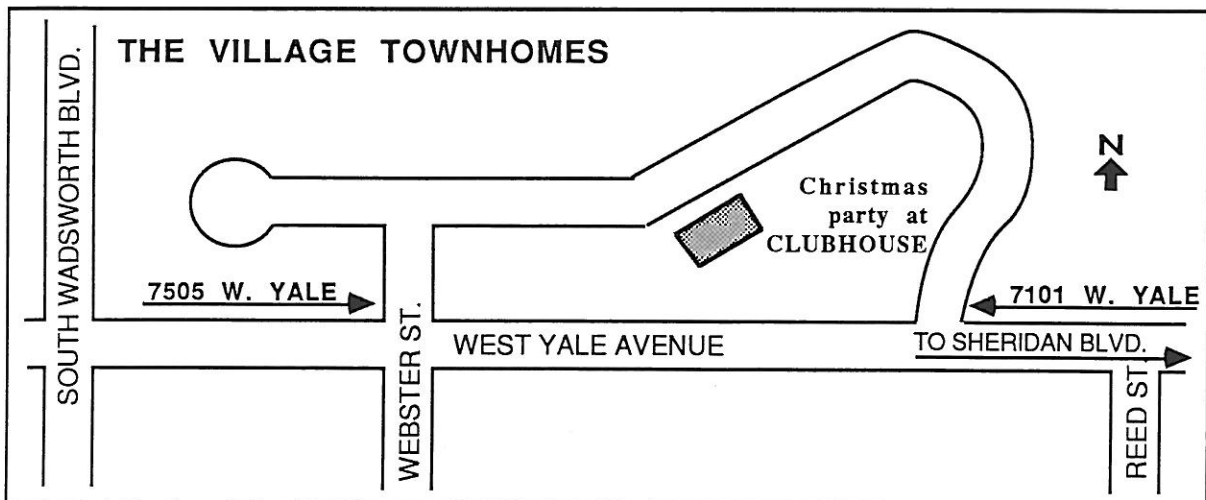 THE VILLAGE TOWNHOMES
SOUTH WADSWORTH BLVD.
N
Christmas
party at
CLUBHOUSE
7505 W. YALE
7101 W. YALE
WEBSTER ST.
WEST YALE AVENUE
TO SHERIDAN BLVD.
REED ST.